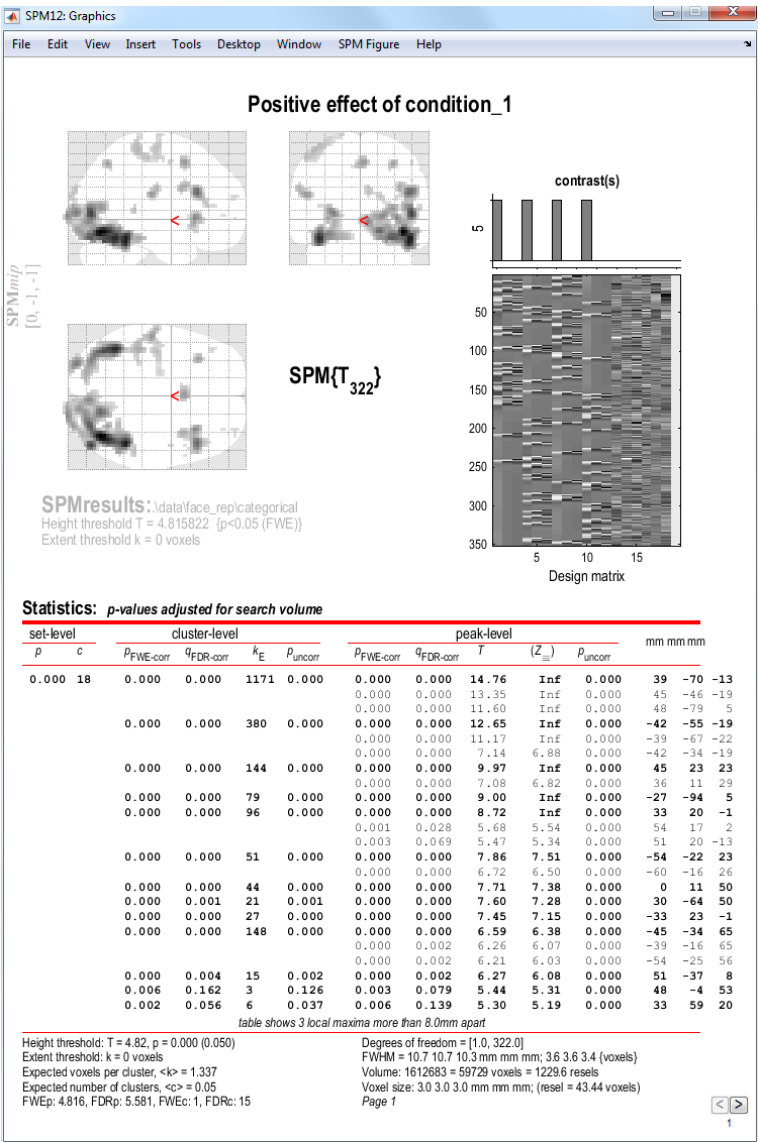 SPM12: Graphics
File Edit View Insert Tools Desktop Window SPM Figure Help
Positive effect of condition_1
SPMmip
[0, -1, -1]
<
<
<
SPM{T322}
contrast(s)
5
50
100
150
200
250
300
350
5 10 15
Design matrix
SPMresults: .\data\face_rep\categorical
Height threshold T = 4.815822 {p<0.05 (FWE)}
Extent threshold k = 0 voxels
Statistics: p-values adjusted for search volume
set-level cluster-level peak-level mm mm mm
p c pFWE-corr qFDR-corr kE puncorr pFWE-corr qFDR-corr T (Z≡) puncorr
0.000 18 0.000 0.000 1171 0.000 0.000 0.000 14.76 Inf 0.000 39 -70 -13
0.000 0.000 13.35 Inf 0.000 45 -46 -19
0.000 0.000 11.60 Inf 0.000 48 -79 5
0.000 0.000 380 0.000 0.000 0.000 12.65 Inf 0.000 -42 -55 -19
0.000 0.000 11.17 Inf 0.000 -39 -67 -22
0.000 0.000 7.14 6.88 0.000 -42 -34 -19
0.000 0.000 144 0.000 0.000 0.000 9.97 Inf 0.000 45 23 23
0.000 0.000 7.08 6.82 0.000 36 11 29
0.000 0.000 79 0.000 0.000 0.000 9.00 Inf 0.000 -27 -94 5
0.000 0.000 96 0.000 0.000 0.000 8.72 Inf 0.000 33 20 -1
0.001 0.028 5.68 5.54 0.000 54 17 2
0.003 0.069 5.47 5.34 0.000 51 20 -13
0.000 0.000 51 0.000 0.000 0.000 7.86 7.51 0.000 -54 -22 23
0.000 0.000 6.72 6.50 0.000 -60 -16 26
0.000 0.000 44 0.000 0.000 0.000 7.71 7.38 0.000 0 11 50
0.000 0.001 21 0.001 0.000 0.000 7.60 7.28 0.000 30 -64 50
0.000 0.000 27 0.000 0.000 0.000 7.45 7.15 0.000 -33 23 -1
0.000 0.000 148 0.000 0.000 0.000 6.59 6.38 0.000 -45 -34 65
0.000 0.002 6.26 6.07 0.000 -39 -16 65
0.000 0.002 6.21 6.03 0.000 -54 -25 56
0.000 0.004 15 0.002 0.000 0.002 6.27 6.08 0.000 51 -37 8
0.006 0.162 3 0.126 0.003 0.079 5.44 5.31 0.000 48 -4 53
0.002 0.056 6 0.037 0.006 0.139 5.30 5.19 0.000 33 59 20
table shows 3 local maxima more than 8.0mm apart
Height threshold: T = 4.82, p = 0.000 (0.050)
Extent threshold: k = 0 voxels
Expected voxels per cluster, <k> = 1.337
Expected number of clusters, <c> = 0.05
FWEp: 4.816, FDRp: 5.581, FWEc: 1, FDRc: 15
Degrees of freedom = [1.0, 322.0]
FWHM = 10.7 10.7 10.3 mm mm mm; 3.6 3.6 3.4 {voxels}
Volume: 1612683 = 59729 voxels = 1229.6 resels
Voxel size: 3.0 3.0 3.0 mm mm mm; (resel = 43.44 voxels)
Page 1
< >
1